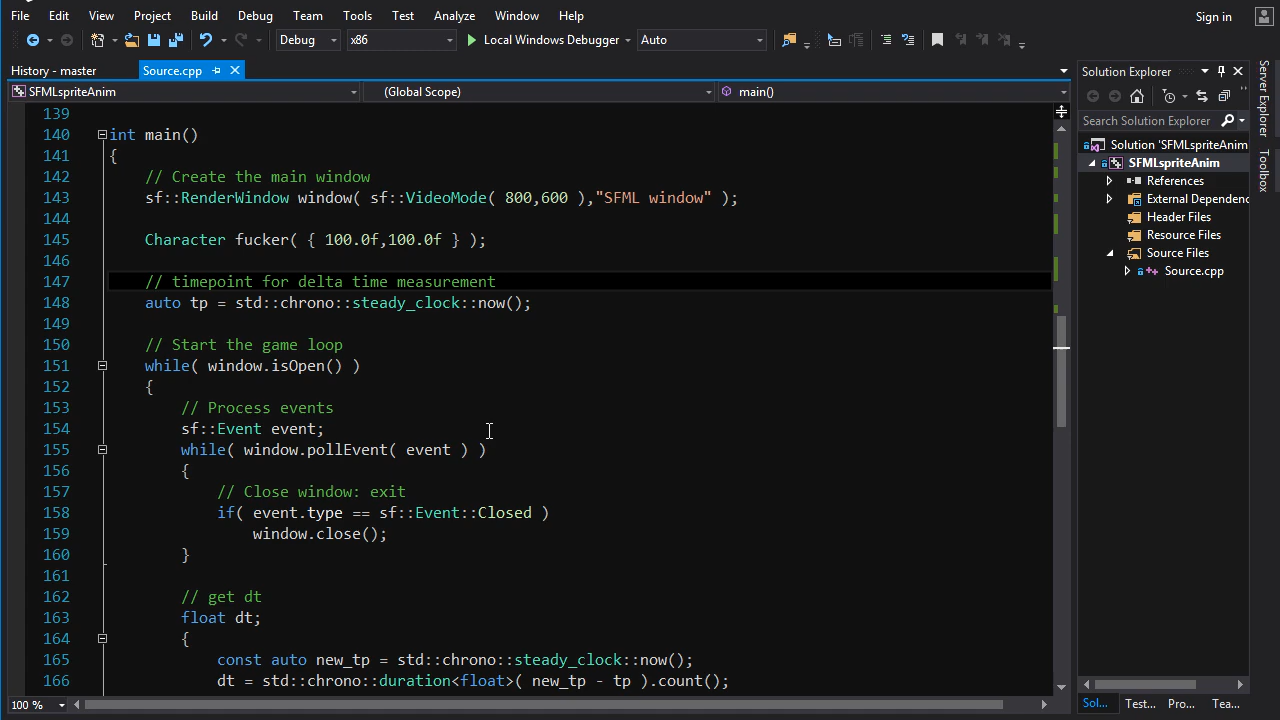 File Edit View Project Build Debug Team Tools Test Analyze Window Help Sign in
Debug x86 Local Windows Debugger Auto
History - master Source.cpp Solution Explorer
SFMLspriteAnim (Global Scope) main()
Search Solution Explorer
Solution 'SFMLspriteAnim
SFMLspriteAnim
References
External Dependenc
Header Files
Resource Files
Source Files
Source.cpp
Server Explorer
Toolbox
139
140 int main()
141 {
142 // Create the main window
143 sf::RenderWindow window( sf::VideoMode( 800,600 ),"SFML window" );
144
145 Character fucker( { 100.0f,100.0f } );
146
147 // timepoint for delta time measurement
148 auto tp = std::chrono::steady_clock::now();
149
150 // Start the game loop
151 while( window.isOpen() )
152 {
153 // Process events
154 sf::Event event;
155 while( window.pollEvent( event ) )
156 {
157 // Close window: exit
158 if( event.type == sf::Event::Closed )
159 window.close();
160 }
161
162 // get dt
163 float dt;
164 {
165 const auto new_tp = std::chrono::steady_clock::now();
166 dt = std::chrono::duration<float>( new_tp - tp ).count();
100 %
Sol... Test... Pro... Tea...